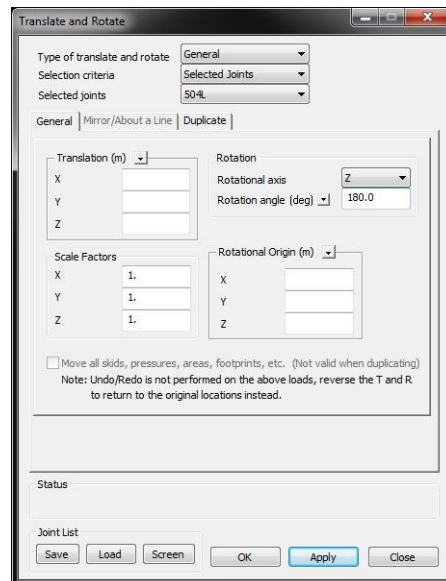 Translate and Rotate
Type of translate and rotate General
Selection criteria Selected Joints
Selected joints 504L
General Mirror/About a Line Duplicate
Translation (m)
X
Y
Z
Rotation
Rotational axis Z
Rotation angle (deg) 180.0
Scale Factors
X 1.
Y 1.
Z 1.
Rotational Origin (m)
X
Y
Z
Move all skids, pressures, areas, footprints, etc. (Not valid when duplicating)
Note: Undo/Redo is not performed on the above loads, reverse the T and R
to return to the original locations instead.
Status
Joint List
Save Load Screen OK Apply Close